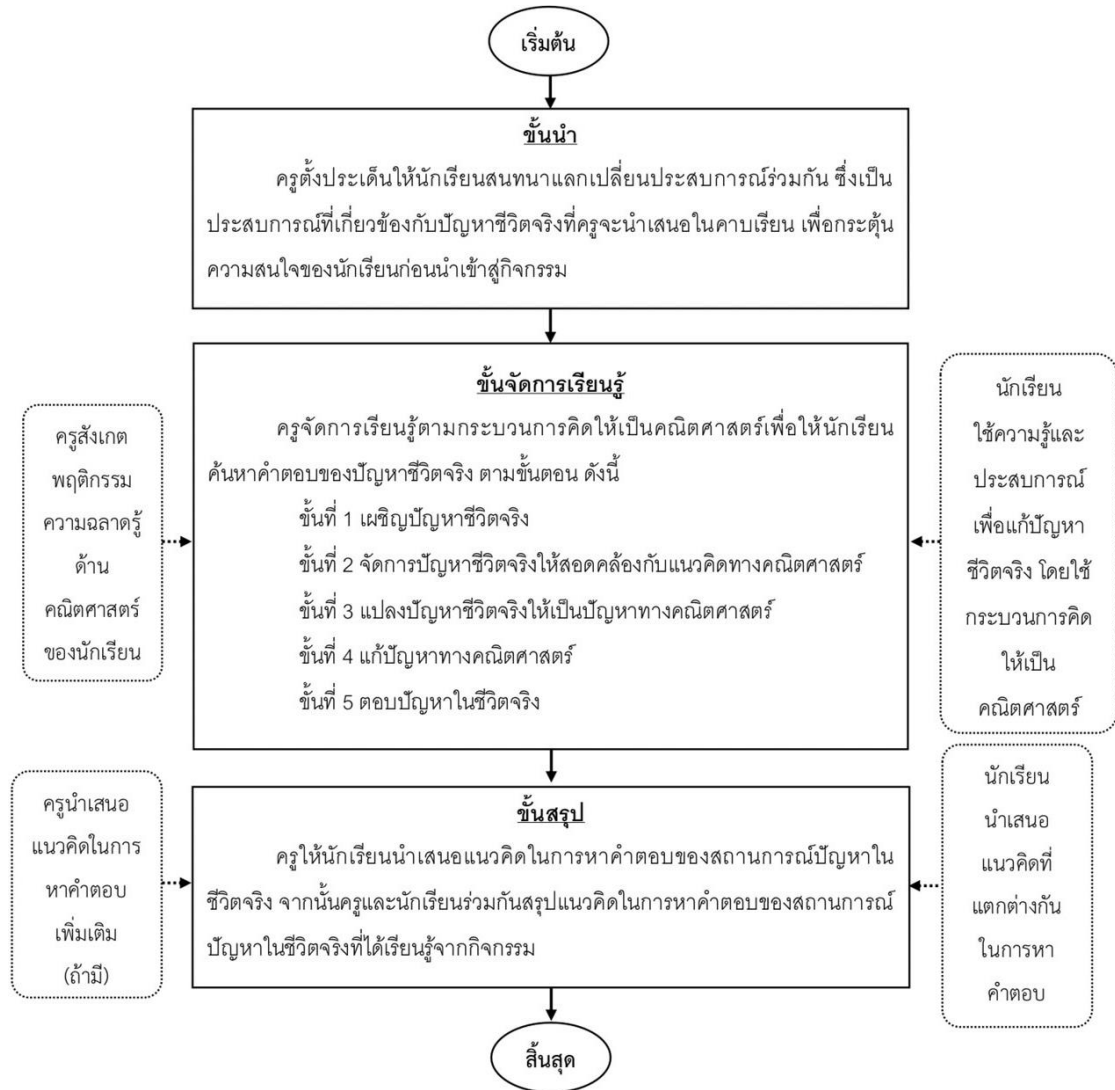 เริ่มต้น
ขั้นนำ
ครูตั้งประเด็นให้นักเรียนสนทนาแลกเปลี่ยนประสบการณ์ร่วมกัน ซึ่งเป็น
ประสบการณ์ที่เกี่ยวข้องกับปัญหาชีวิตจริงที่ครูจะนำเสนอในคาบเรียน เพื่อกระตุ้น
ความสนใจของนักเรียนก่อนนำเข้าสู่กิจกรรม
ขั้นจัดการเรียนรู้
ครูจัดการเรียนรู้ตามกระบวนการคิดให้เป็นคณิตศาสตร์เพื่อให้นักเรียน
ค้นหาคำตอบของปัญหาชีวิตจริง ตามขั้นตอน ดังนี้
ขั้นที่ 1 เผชิญปัญหาชีวิตจริง
ขั้นที่ 2 จัดการปัญหาชีวิตจริงให้สอดคล้องกับแนวคิดทางคณิตศาสตร์
ขั้นที่ 3 แปลงปัญหาชีวิตจริงให้เป็นปัญหาทางคณิตศาสตร์
ขั้นที่ 4 แก้ปัญหาทางคณิตศาสตร์
ขั้นที่ 5 ตอบปัญหาในชีวิตจริง
ครูสังเกต
พฤติกรรม
ความฉลาดรู้
ด้าน
คณิตศาสตร์
ของนักเรียน
นักเรียน
ใช้ความรู้และ
ประสบการณ์
เพื่อแก้ปัญหา
ชีวิตจริง โดยใช้
กระบวนการคิด
ให้เป็น
คณิตศาสตร์
ขั้นสรุป
ครูให้นักเรียนนำเสนอแนวคิดในการหาคำตอบของสถานการณ์ปัญหาใน
ชีวิตจริง จากนั้นครูและนักเรียนร่วมกันสรุปแนวคิดในการหาคำตอบของสถานการณ์
ปัญหาในชีวิตจริงที่ได้เรียนรู้จากกิจกรรม
ครูนำเสนอ
แนวคิดในการ
หาคำตอบ
เพิ่มเติม
(ถ้ามี)
นักเรียน
นำเสนอ
แนวคิดที่
แตกต่างกัน
ในการหา
คำตอบ
สิ้นสุด